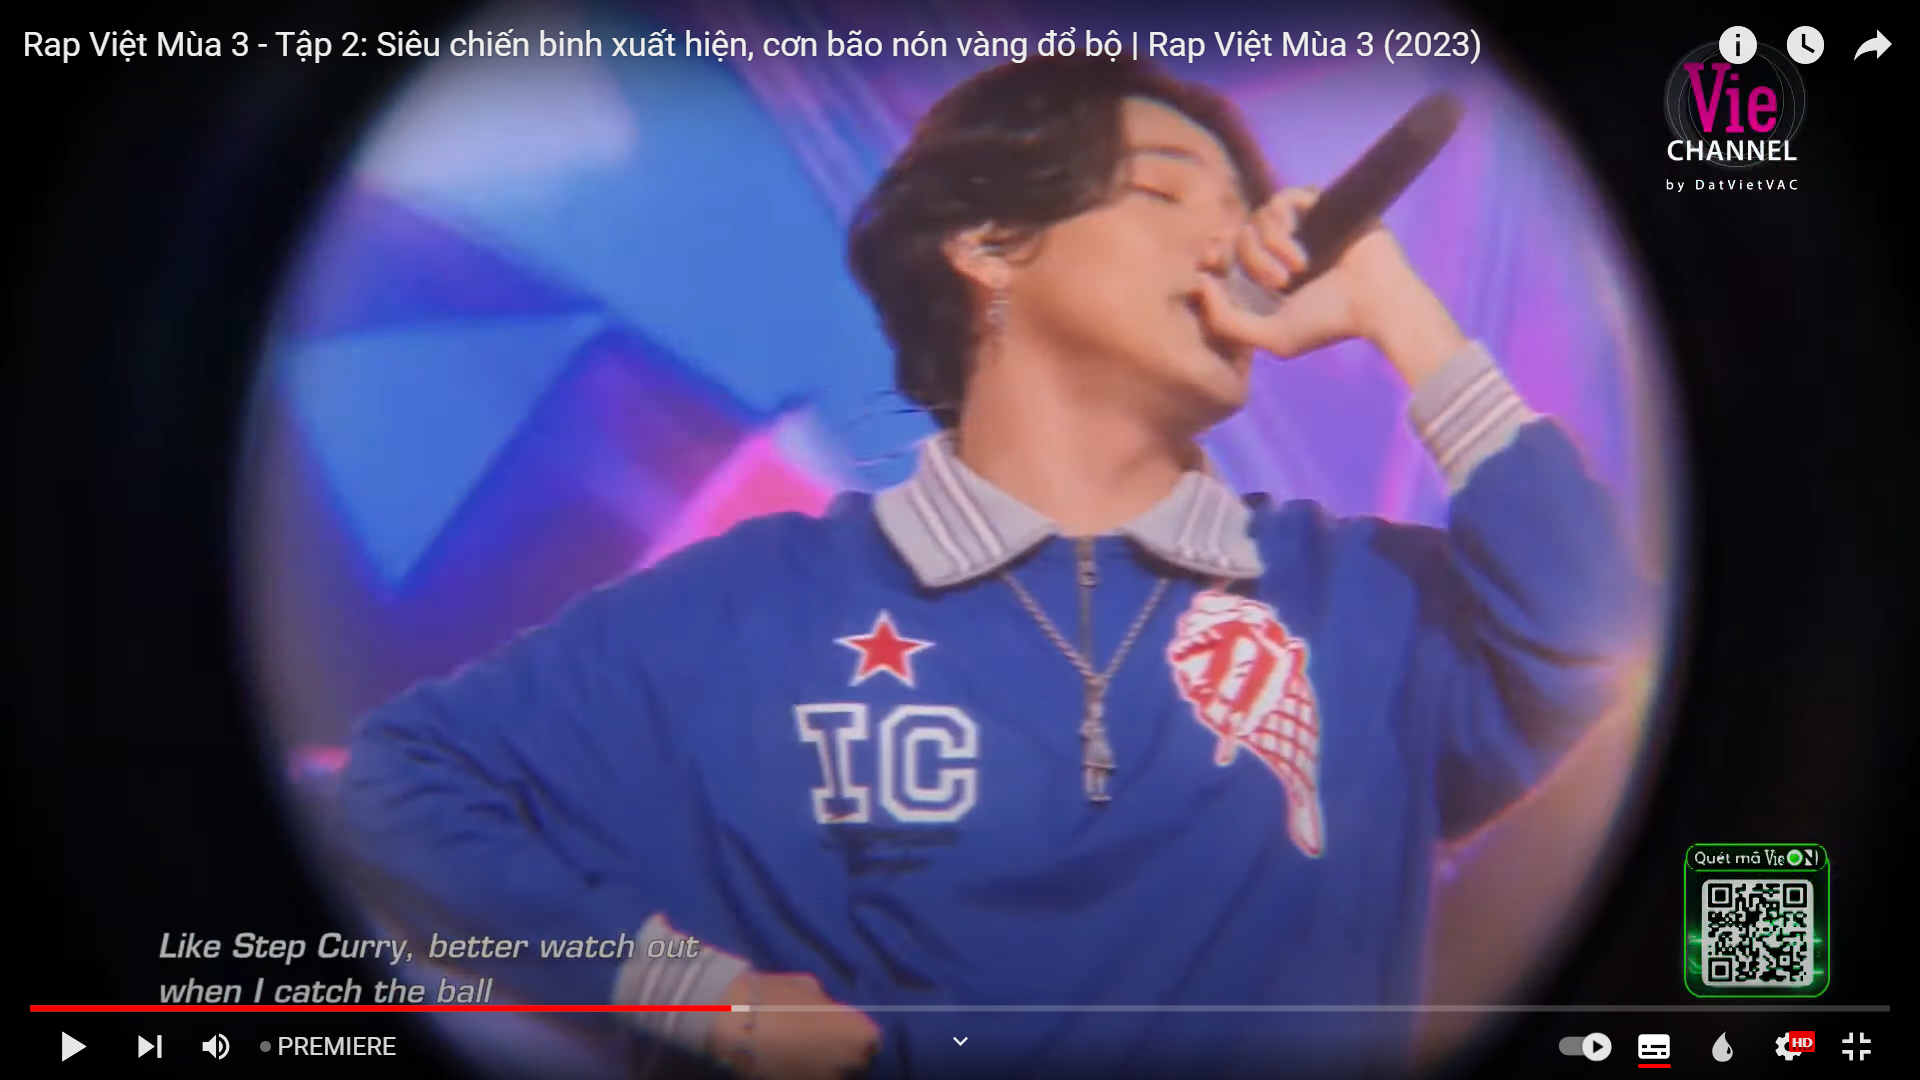 Rap Việt Mùa 3 - Tập 2: Siêu chiến binh xuất hiện, cơn bão nón vàng đổ bộ | Rap Việt Mùa 3 (2023)
Vie
CHANNEL
by DatVietVAC
IC
Quét mã VieON
Like Step Curry, better watch out
when I catch the ball
PREMIERE
HD